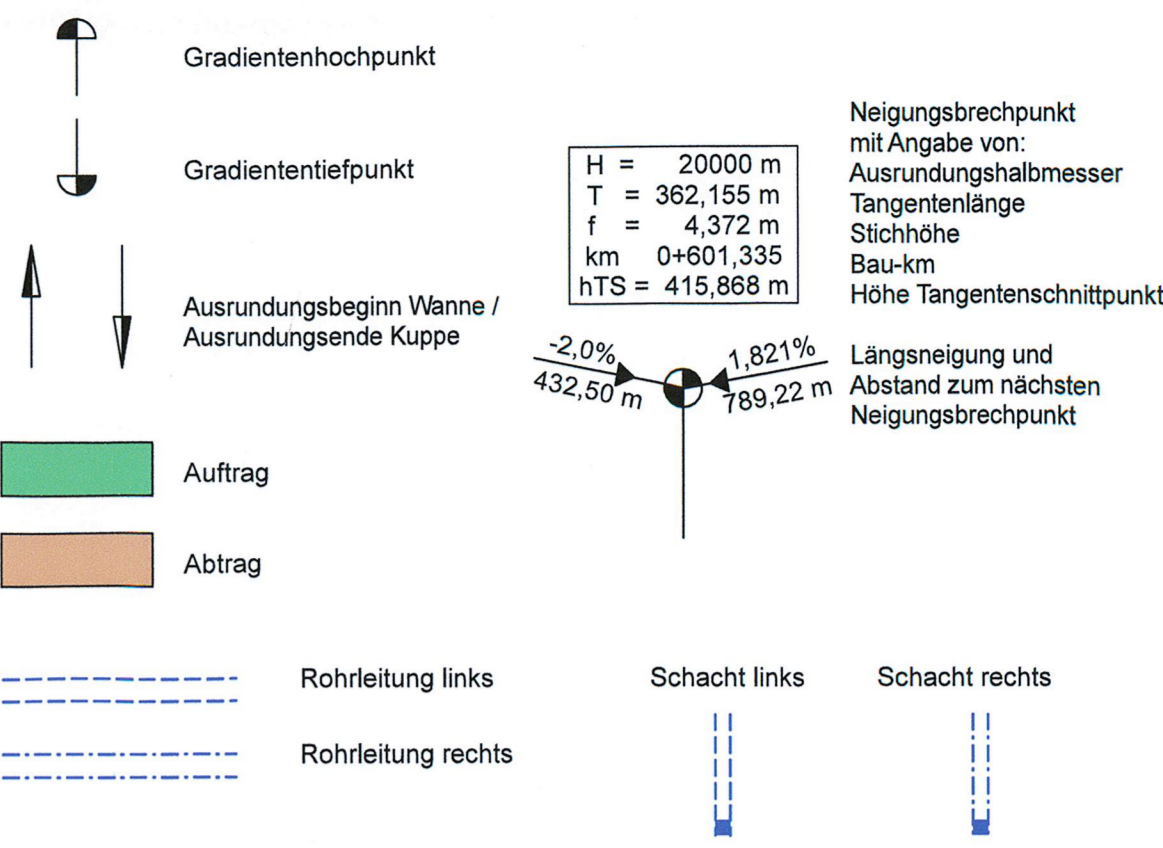 Gradientenhochpunkt
Gradiententiefpunkt
Ausrundungsbeginn Wanne /
Ausrundungsende Kuppe
Auftrag
Abtrag
H = 20000 m
T = 362,155 m
f = 4,372 m
km 0+601,335
hTS = 415,868 m
Neigungsbrechpunkt
mit Angabe von:
Ausrundungshalbmesser
Tangentenlänge
Stichhöhe
Bau-km
Höhe Tangentenschnittpunkt
-2,0%
432,50 m
1,821%
789,22 m
Längsneigung und
Abstand zum nächsten
Neigungsbrechpunkt
Rohrleitung links
Rohrleitung rechts
Schacht links
Schacht rechts